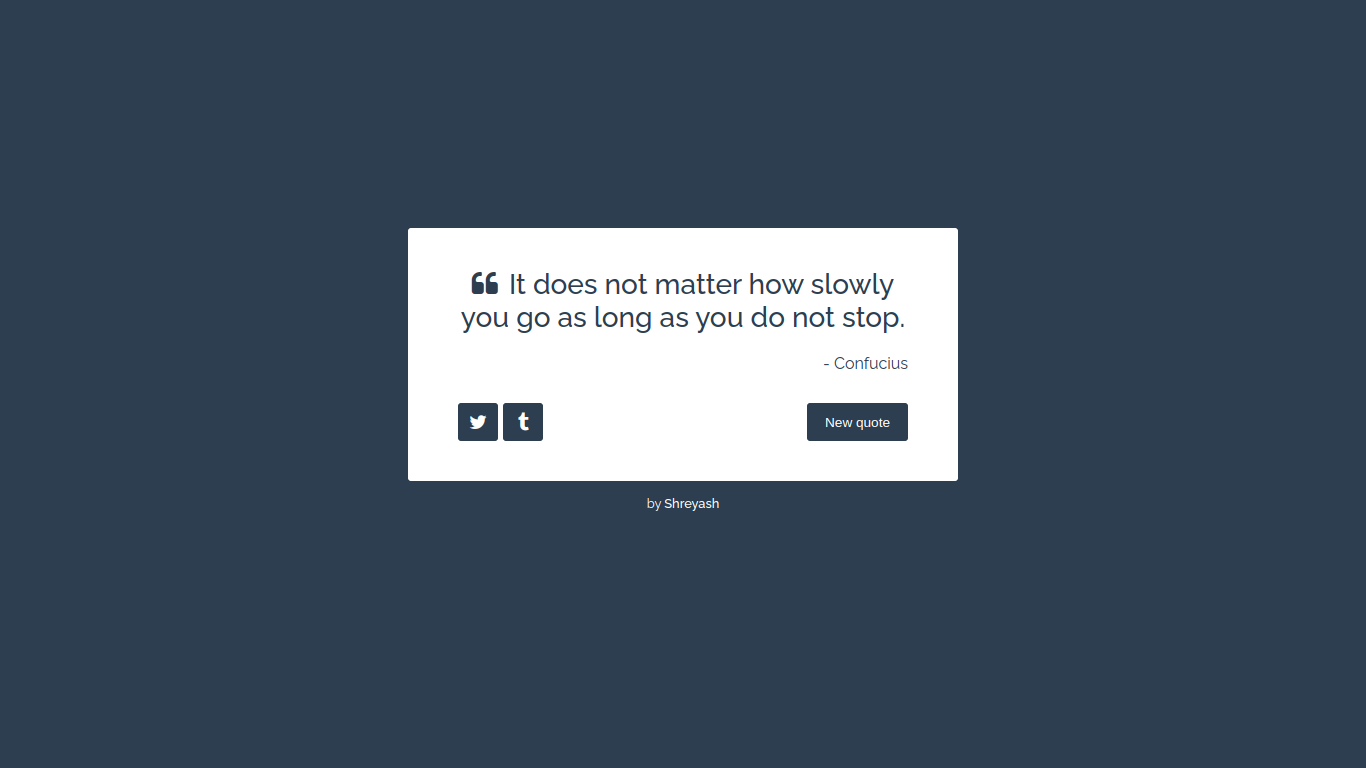 “ It does not matter how slowly
you go as long as you do not stop.
- Confucius
New quote
by Shreyash